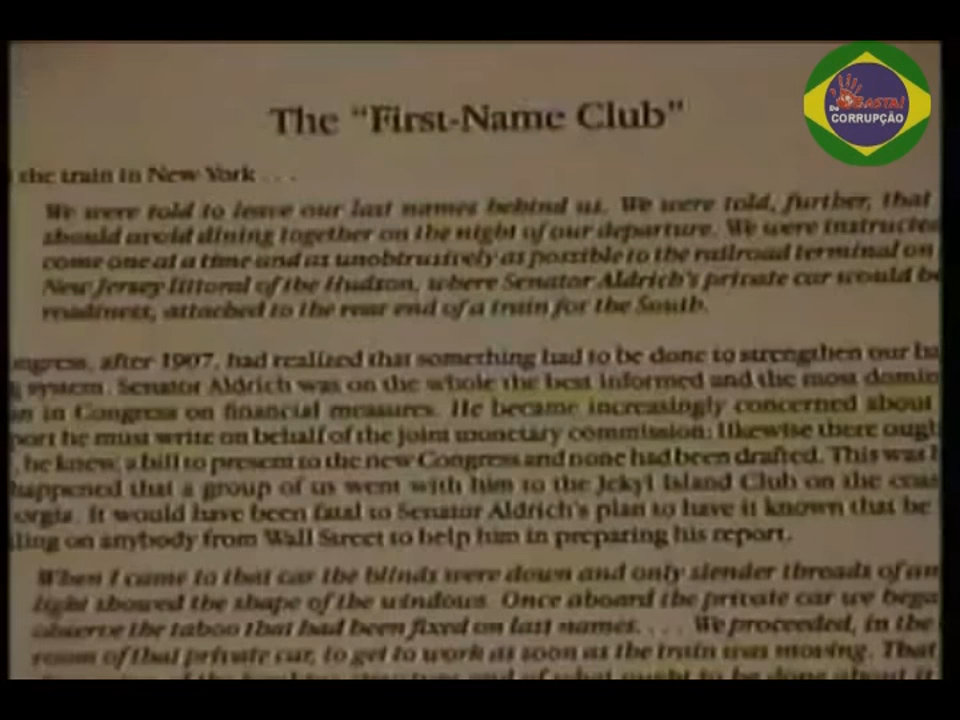 The "First-Name Club"
DE BASTA!
CORRUPÇÃO
the train in New York . . .
We were told to leave our last names behind us. We were told, further, that
should avoid dining together on the night of our departure. We were instructed
come one at a time and as unobtrusively as possible to the railroad terminal on
New Jersey littoral of the Hudson, where Senator Aldrich's private car would be
readiness, attached to the rear end of a train for the South.
ngress, after 1907, had realized that something had to be done to strengthen our ba
g system. Senator Aldrich was on the whole the best informed and the most domin
an in Congress on financial measures. He became increasingly concerned about
port he must write on behalf of the joint monetary commission; likewise there ough
, he knew, a bill to present to the new Congress and none had been drafted. This was h
happened that a group of us went with him to the Jekyl Island Club on the coas
orgia. It would have been fatal to Senator Aldrich's plan to have it known that he
lling on anybody from Wall Street to help him in preparing his report.
When I came to that car the blinds were down and only slender threads of am
light showed the shape of the windows. Once aboard the private car we bega
observe the taboo that had been fixed on last names. . . . We proceeded, in the
room of that private car, to get to work as soon as the train was moving. That